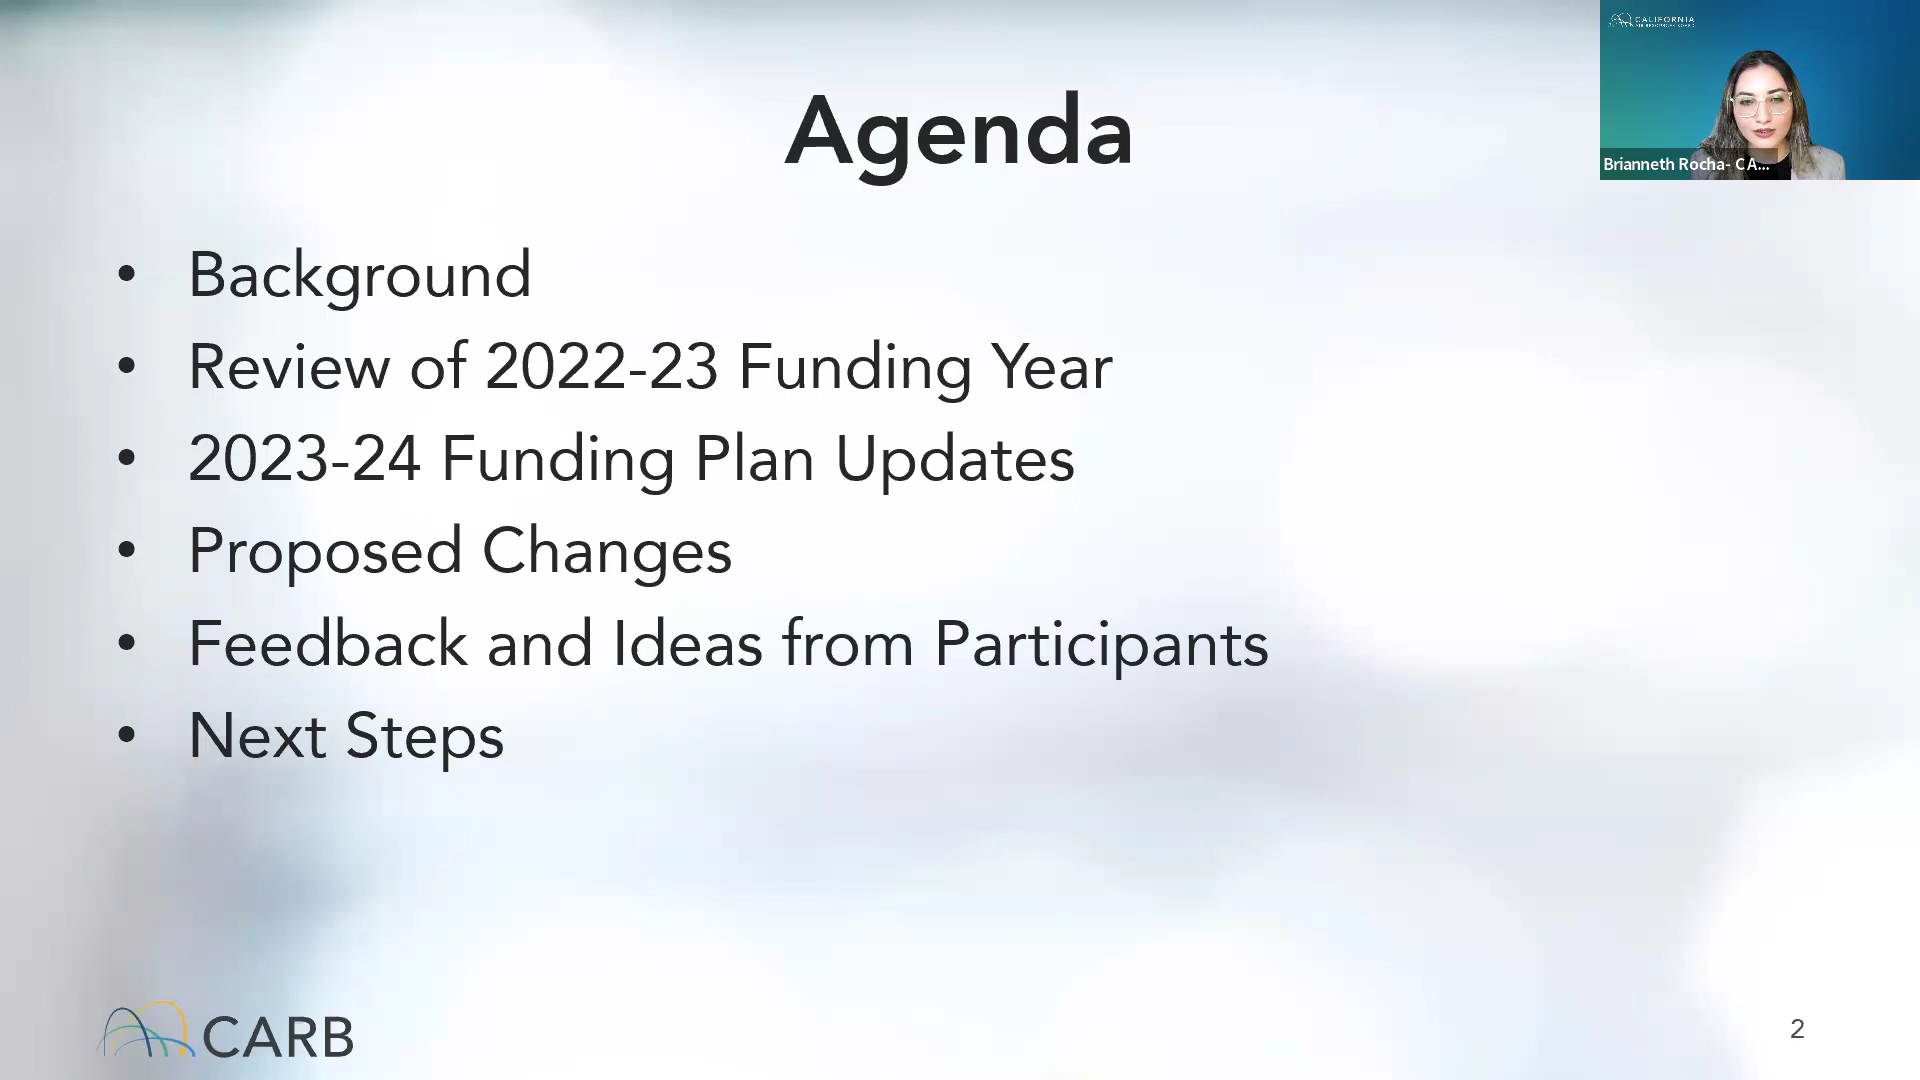 Agenda
• Background
• Review of 2022-23 Funding Year
• 2023-24 Funding Plan Updates
• Proposed Changes
• Feedback and Ideas from Participants
• Next Steps
CARB
2
CALIFORNIA
AIR RESOURCES BOARD
Brianneth Rocha- CA...